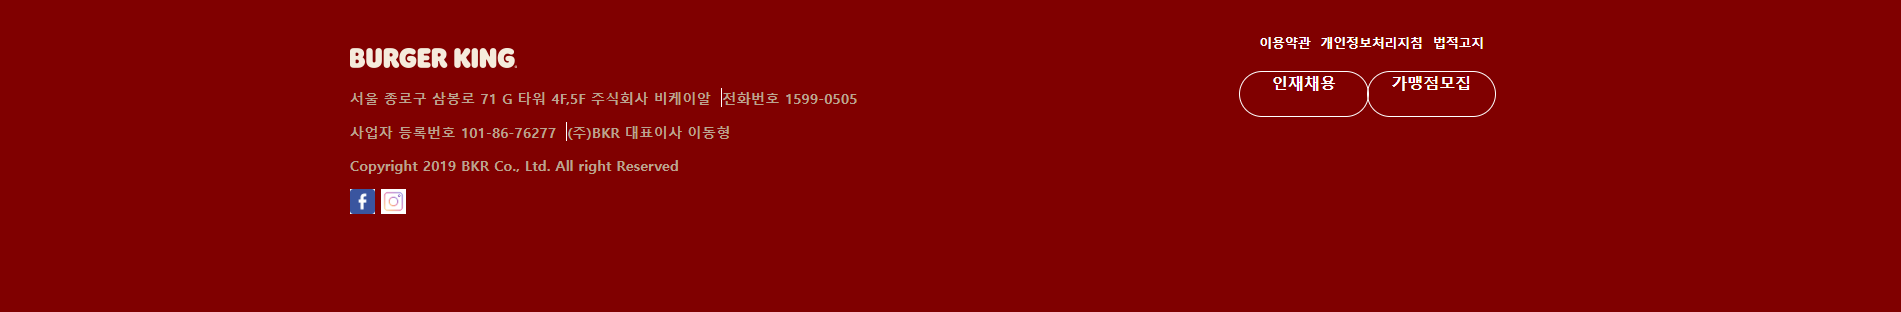 BURGER KING
서울 종로구 삼봉로 71 G 타워 4F,5F 주식회사 비케이알 전화번호 1599-0505
사업자 등록번호 101-86-76277 (주)BKR 대표이사 이동형
Copyright 2019 BKR Co., Ltd. All right Reserved
이용약관 개인정보처리지침 법적고지
인재채용 가맹점모집